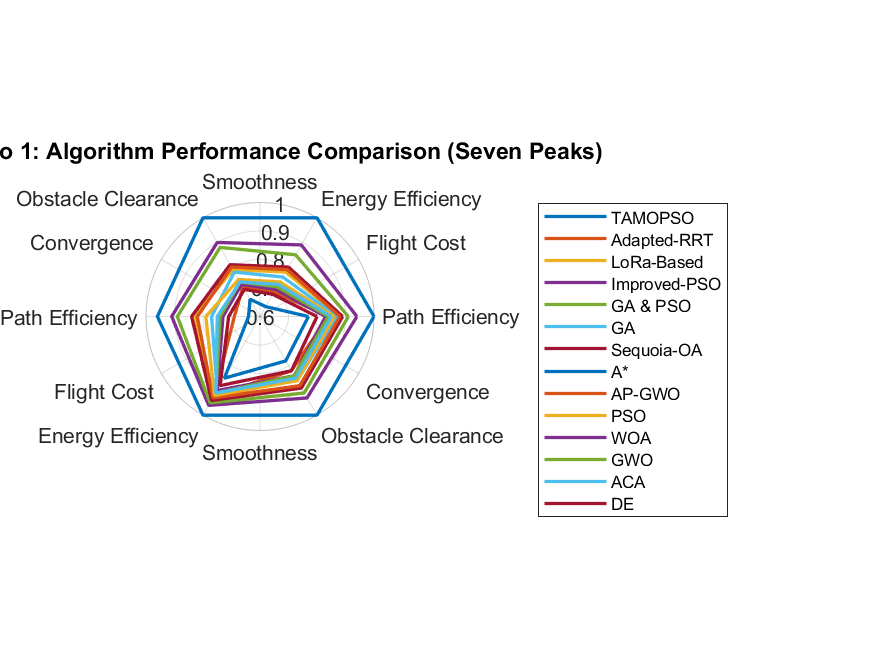 o 1: Algorithm Performance Comparison (Seven Peaks)
Smoothness
Obstacle Clearance
Energy Efficiency
1
Convergence
0.9
Flight Cost
0.8
Path Efficiency
0.6
Path Efficiency
Flight Cost
Convergence
Energy Efficiency
Obstacle Clearance
Smoothness
TAMOPSO
Adapted-RRT
LoRa-Based
Improved-PSO
GA & PSO
GA
Sequoia-OA
A*
AP-GWO
PSO
WOA
GWO
ACA
DE